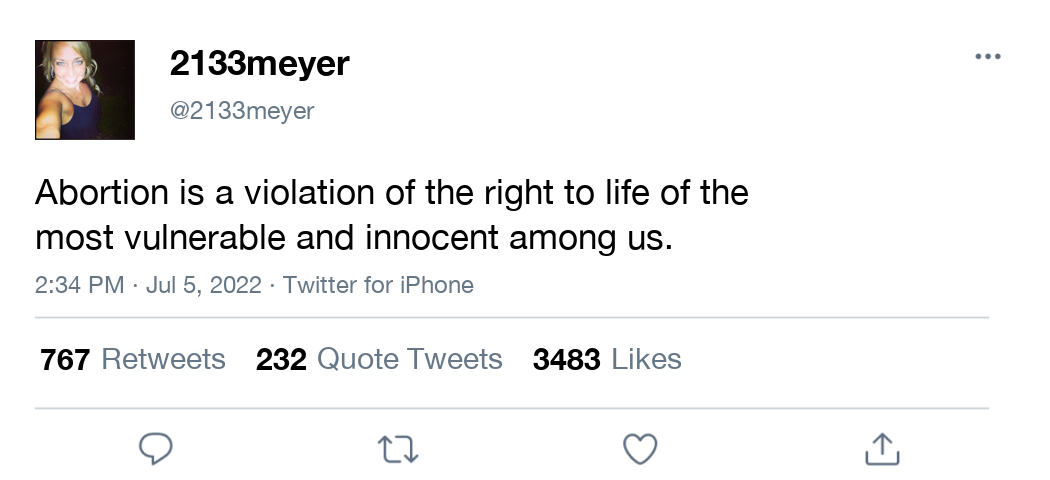 2133meyer
@2133meyer
Abortion is a violation of the right to life of the
most vulnerable and innocent among us.
2:34 PM · Jul 5, 2022 · Twitter for iPhone
767 Retweets 232 Quote Tweets 3483 Likes